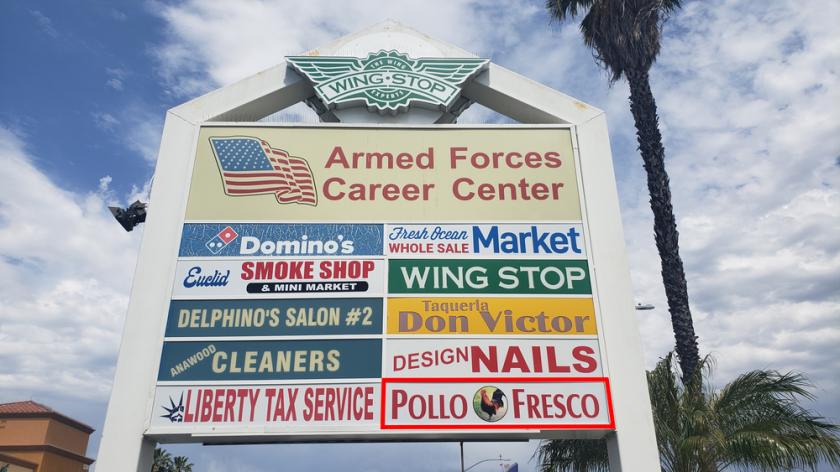 THE WING
WING·STOP
EXPERTS
Armed Forces
Career Center
Domino's
Fresh Ocean
WHOLE SALE Market
Euclid SMOKE SHOP
& MINI MARKET
WING STOP
DELPHINO'S SALON #2
Taqueria
Don Victor
ANAWOOD CLEANERS
DESIGN NAILS
LIBERTY TAX SERVICE
POLLO FRESCO